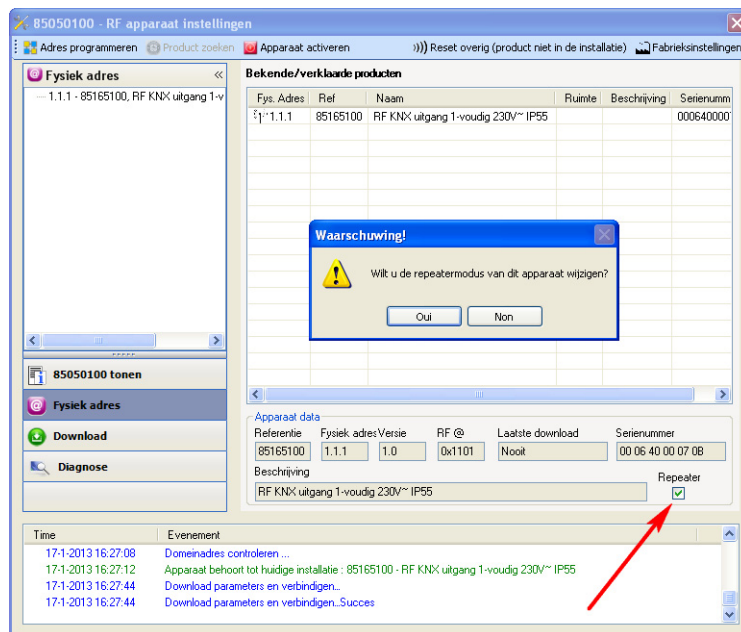 85050100 - RF apparaat instellingen
Adres programmeren Product zoeken Apparaat activeren Reset overig (product niet in de installatie) Fabrieksinstellingen
Fysiek adres
1.1.1 - 85165100, RF KNX uitgang 1-v
Bekende/verklaarde producten
Fys. Adres Ref Naam Ruimte Beschrijving Serienumm
1.1.1 85165100 RF KNX uitgang 1-voudig 230V~ IP55 000640000
Waarschuwing!
Wilt u de repeatermodus van dit apparaat wijzigen?
Oui Non
85050100 tonen
Fysiek adres
Download
Diagnose
Apparaat data
Referentie Fysiek adres Versie RF @ Laatste download Serienummer
85165100 1.1.1 1.0 0x1101 Nooit 00 06 40 00 07 0B
Beschrijving
Repeater
RF KNX uitgang 1-voudig 230V~ IP55
Time Evenement
17-1-2013 16:27:08 Domeinadres controleren ...
17-1-2013 16:27:12 Apparaat behoort tot huidige installatie : 85165100 - RF KNX uitgang 1-voudig 230V~ IP55
17-1-2013 16:27:44 Download parameters en verbindigen...
17-1-2013 16:27:44 Download parameters en verbindigen...Succes